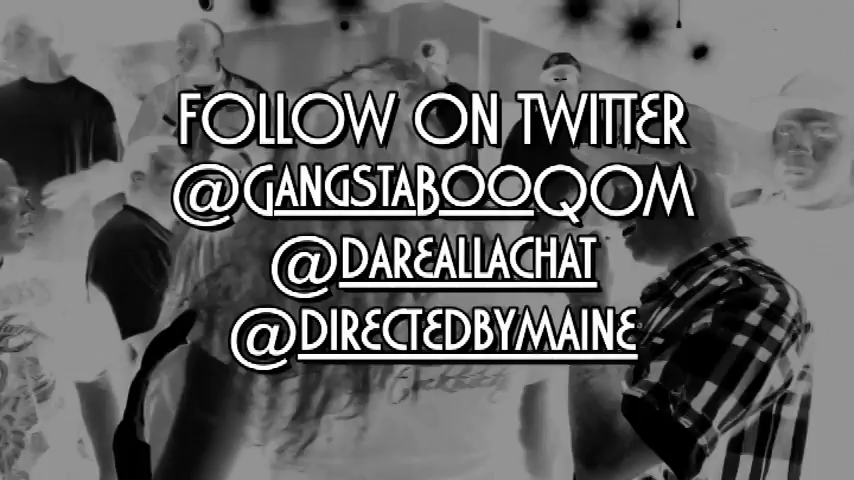 FOLLOW ON TWITTER
@GANGSTABOOQOM
@DAREALLACHAT
@DIRECTEDBYMAINE